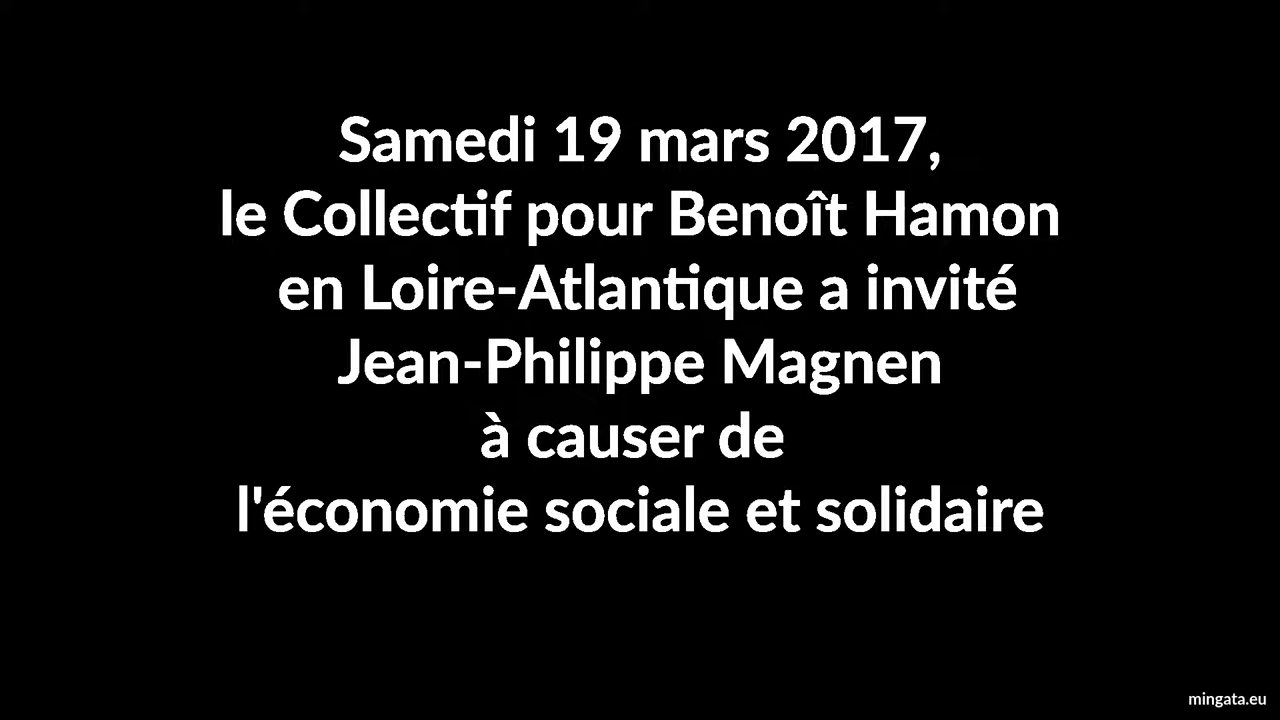 Samedi 19 mars 2017,
le Collectif pour Benoît Hamon
en Loire-Atlantique a invité
Jean-Philippe Magnen
à causer de
l'économie sociale et solidaire
mingata.eu